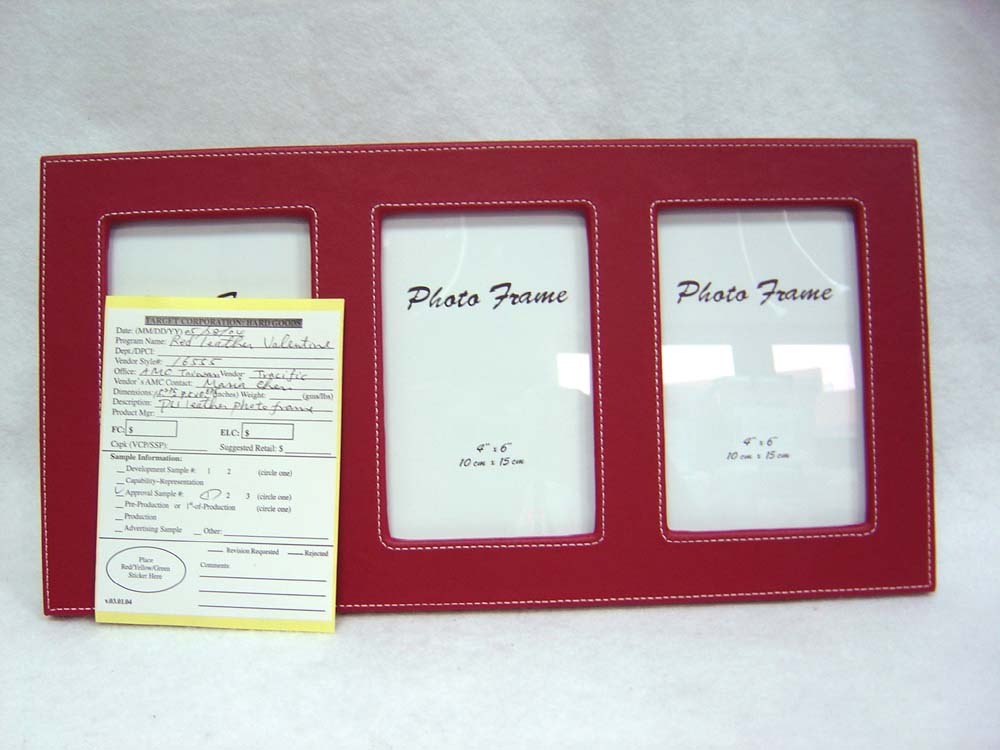 Photo Frame
4" x 6"
10 cm x 15 cm
Photo Frame
4" x 6"
10 cm x 15 cm
TARGET CORPORATION: HARDGOODS
Date: (MM/DD/YY)
Program Name: Red Leather Valentine
Dept./DPCI:
Vendor Style#: 16555
Office: AMC Taiwan Vendor: Tracific
Vendor's AMC Contact: Maria Chen
Dimensions: (inches) Weight: (gms/lbs)
Description: PU leather photo frame
Product Mgr:
FC: $ ELC: $
Cspk (VCP/SSP): Suggested Retail: $
Sample Information:
Development Sample #: 1 2 (circle one)
Capability-Representation
Approval Sample #: 1 2 3 (circle one)
Pre-Production or 1st-of-Production (circle one)
Production
Advertising Sample Other:
Revision Requested Rejected
Place
Red/Yellow/Green
Sticker Here
Comments:
v.03.01.04